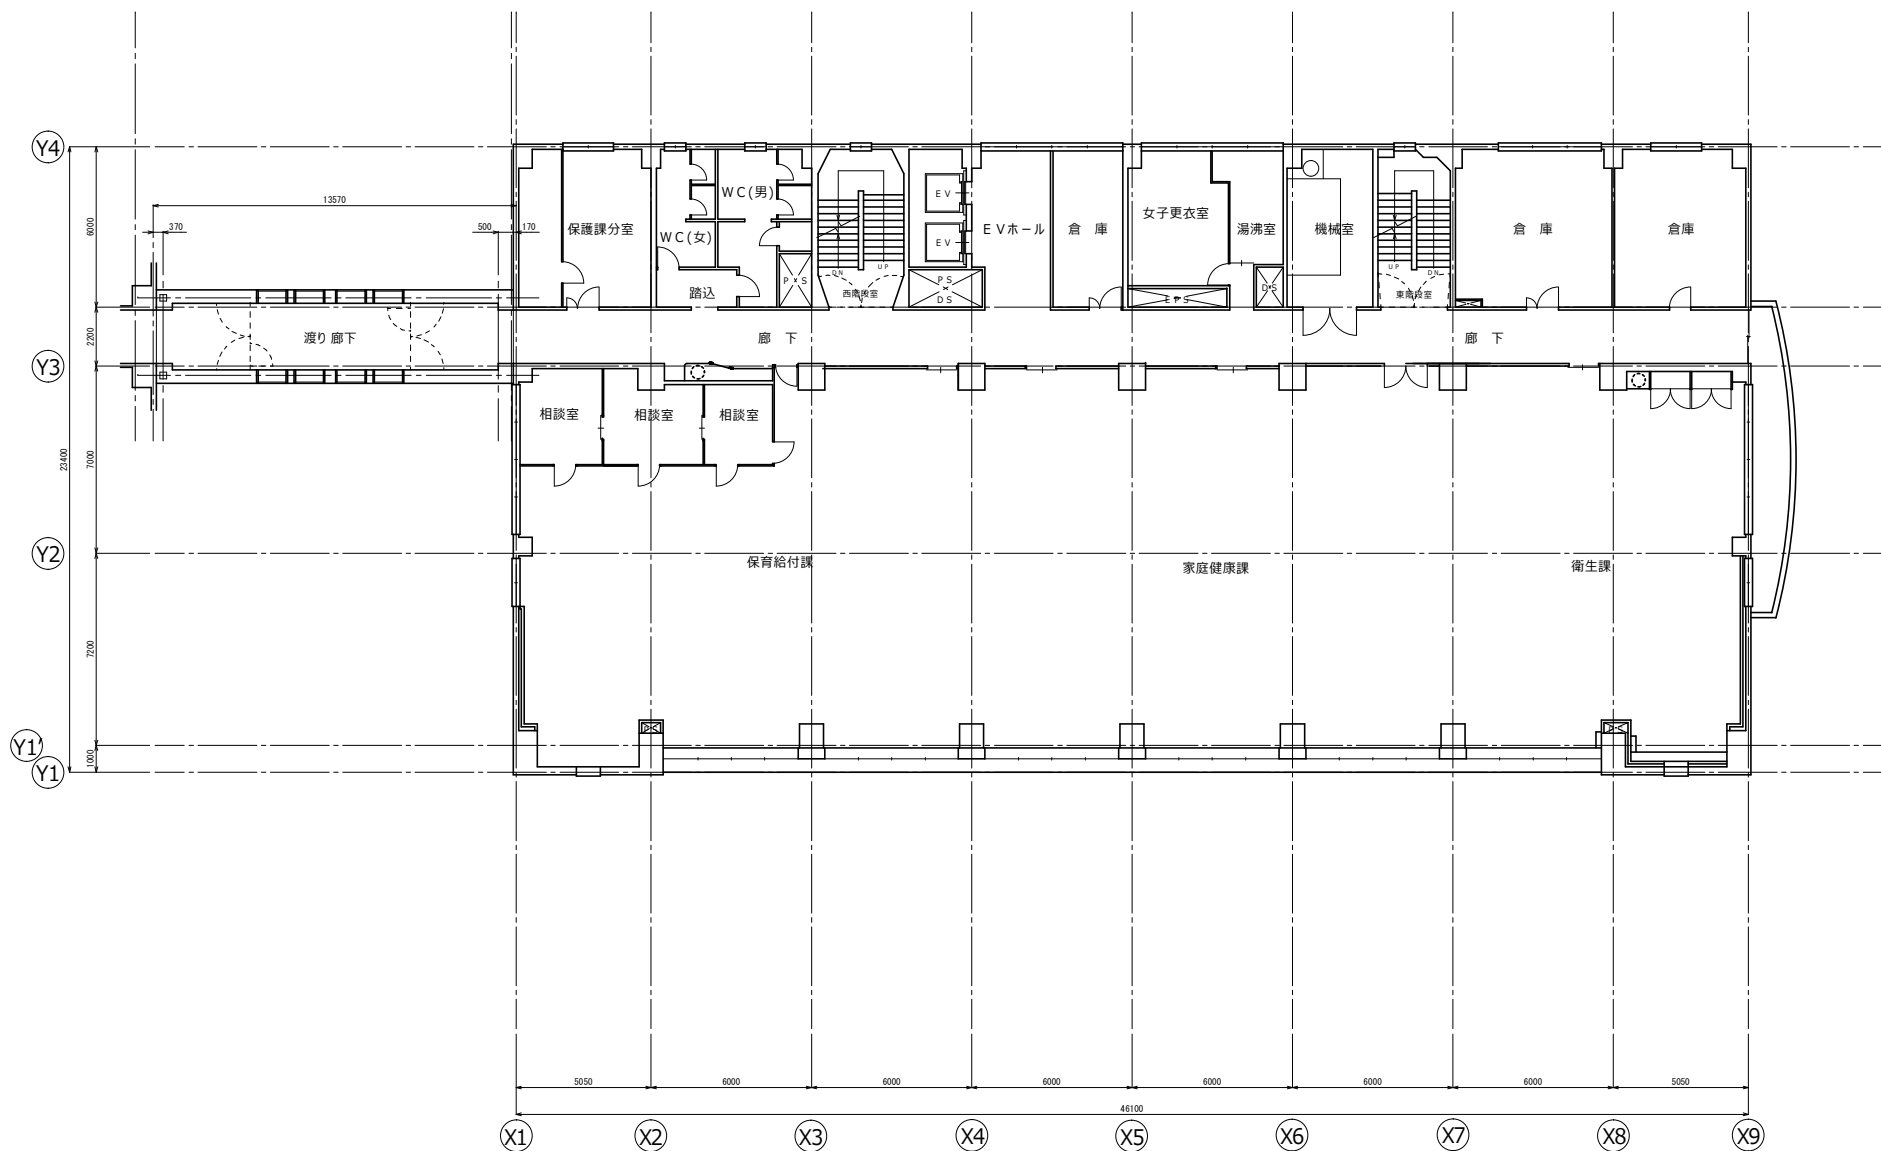 Y4
13570
6000
370
500
170
保護課分室
WC(女)
WC(男)
踏込
PS
DN
UP
西階段室
EV
EV
PS
DS
EVホール
倉 庫
女子更衣室
湯沸室
EPS
DS
機械室
UP
DN
東階段室
倉 庫
倉庫
2200
渡り廊下
廊 下
廊 下
Y3
相談室
相談室
相談室
23400
7000
Y2
保育給付課
家庭健康課
衛生課
7200
Y1'
1000
Y1
5050
6000
6000
6000
6000
6000
6000
5050
46100
X1
X2
X3
X4
X5
X6
X7
X8
X9